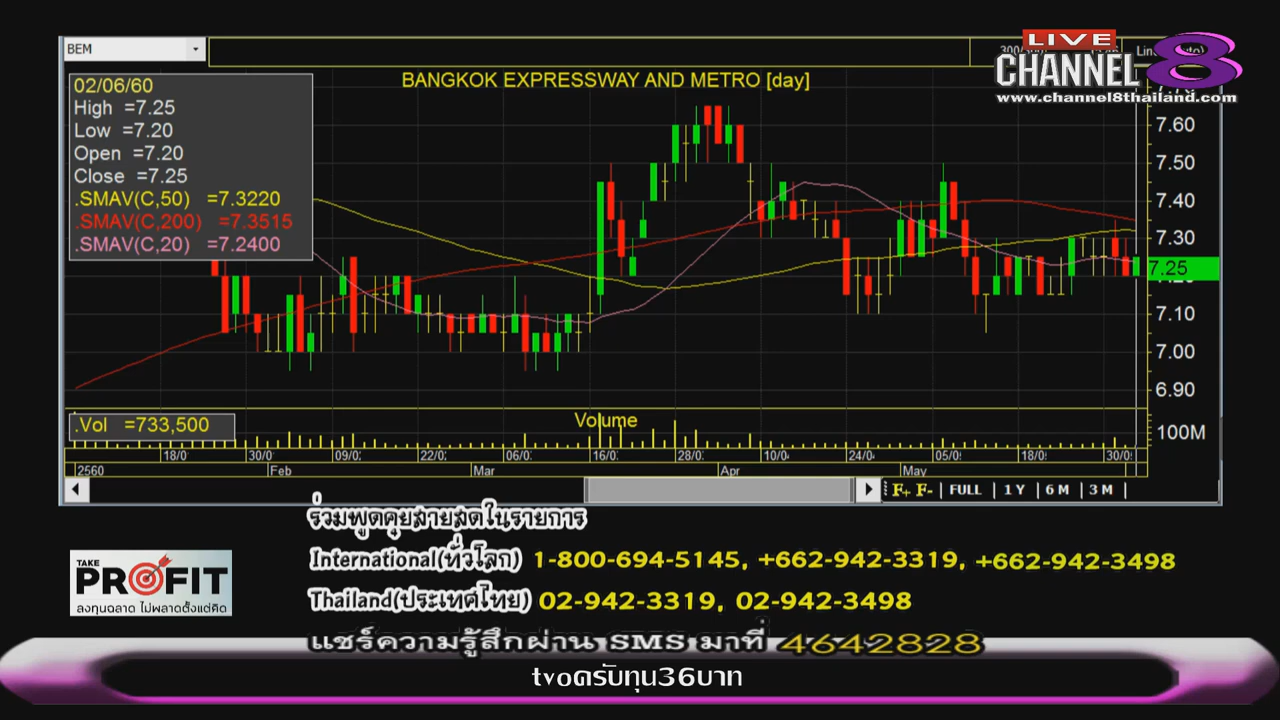 BEM
LIVE
CHANNEL 8
www.channel8thailand.com
BANGKOK EXPRESSWAY AND METRO [day]
02/06/60
High =7.25
Low =7.20
Open =7.20
Close =7.25
.SMAV(C,50) =7.3220
.SMAV(C,200) =7.3515
.SMAV(C,20) =7.2400
7.60
7.50
7.40
7.30
7.25
7.10
7.00
6.90
.Vol =733,500
Volume
100M
18/0 30/0 09/0 22/0 06/0 16/0 28/0 10/0 24/0 05/0 18/0 30/0
2560 Feb Mar Apr May
F+ F- FULL 1 Y 6 M 3 M
ร่วมพูดคุยสายสดในรายการ
International(ทั่วโลก) 1-800-694-5145, +662-942-3319, +662-942-3498
Thailand(ประเทศไทย) 02-942-3319, 02-942-3498
แชร์ความรู้สึกผ่าน SMS มาที่ 4642828
TAKE
PROFIT
ลงทุนฉลาด ไม่พลาดตั้งแต่คิด
tvoครับทุน36บาท